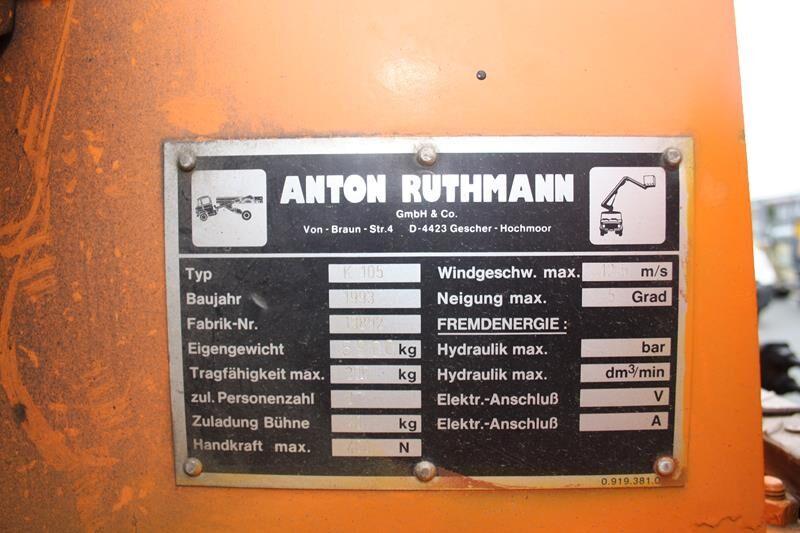 ANTON RUTHMANN
GmbH & Co.
Von - Braun - Str.4 D-4423 Gescher - Hochmoor
Typ K 105
Baujahr 1993
Fabrik-Nr.
Eigengewicht kg
Tragfähigkeit max. kg
zul. Personenzahl
Zuladung Bühne kg
Handkraft max. N
Windgeschw. max. m/s
Neigung max. 5 Grad
FREMDENERGIE:
Hydraulik max. bar
Hydraulik max. dm³/min
Elektr.-Anschluß V
Elektr.-Anschluß A
0.919.381.0